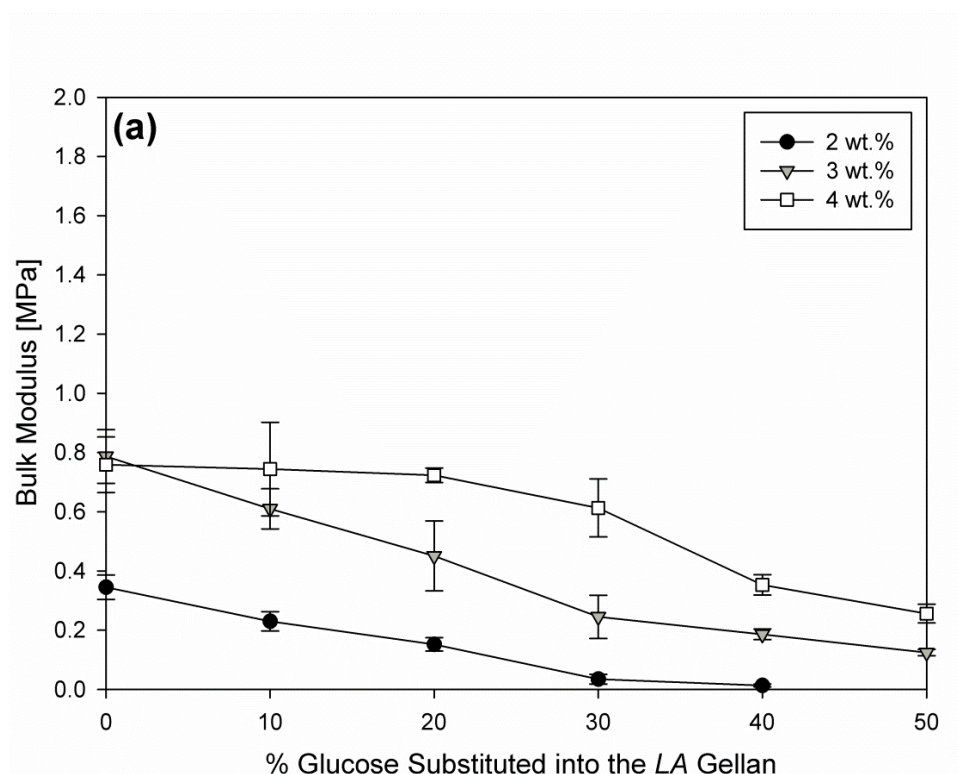 (a)
2 wt.%
3 wt.%
4 wt.%
Bulk Modulus [MPa]
2.0
1.8
1.6
1.4
1.2
1.0
0.8
0.6
0.4
0.2
0.0
0 10 20 30 40 50
% Glucose Substituted into the LA Gellan